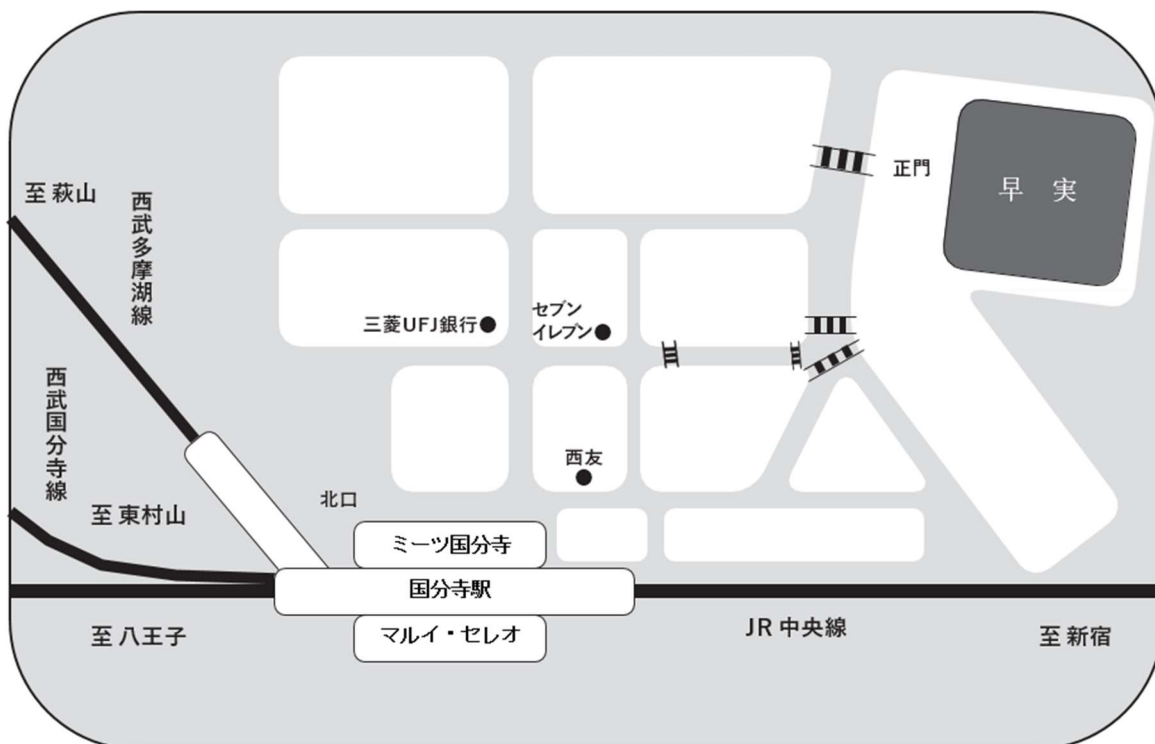 至 萩山
西武多摩湖線
正門
早 実
三菱UFJ銀行
セブン
イレブン
西武国分寺線
西友
至 東村山
北口
ミーツ国分寺
国分寺駅
マルイ・セレオ
至 八王子
JR 中央線
至 新宿